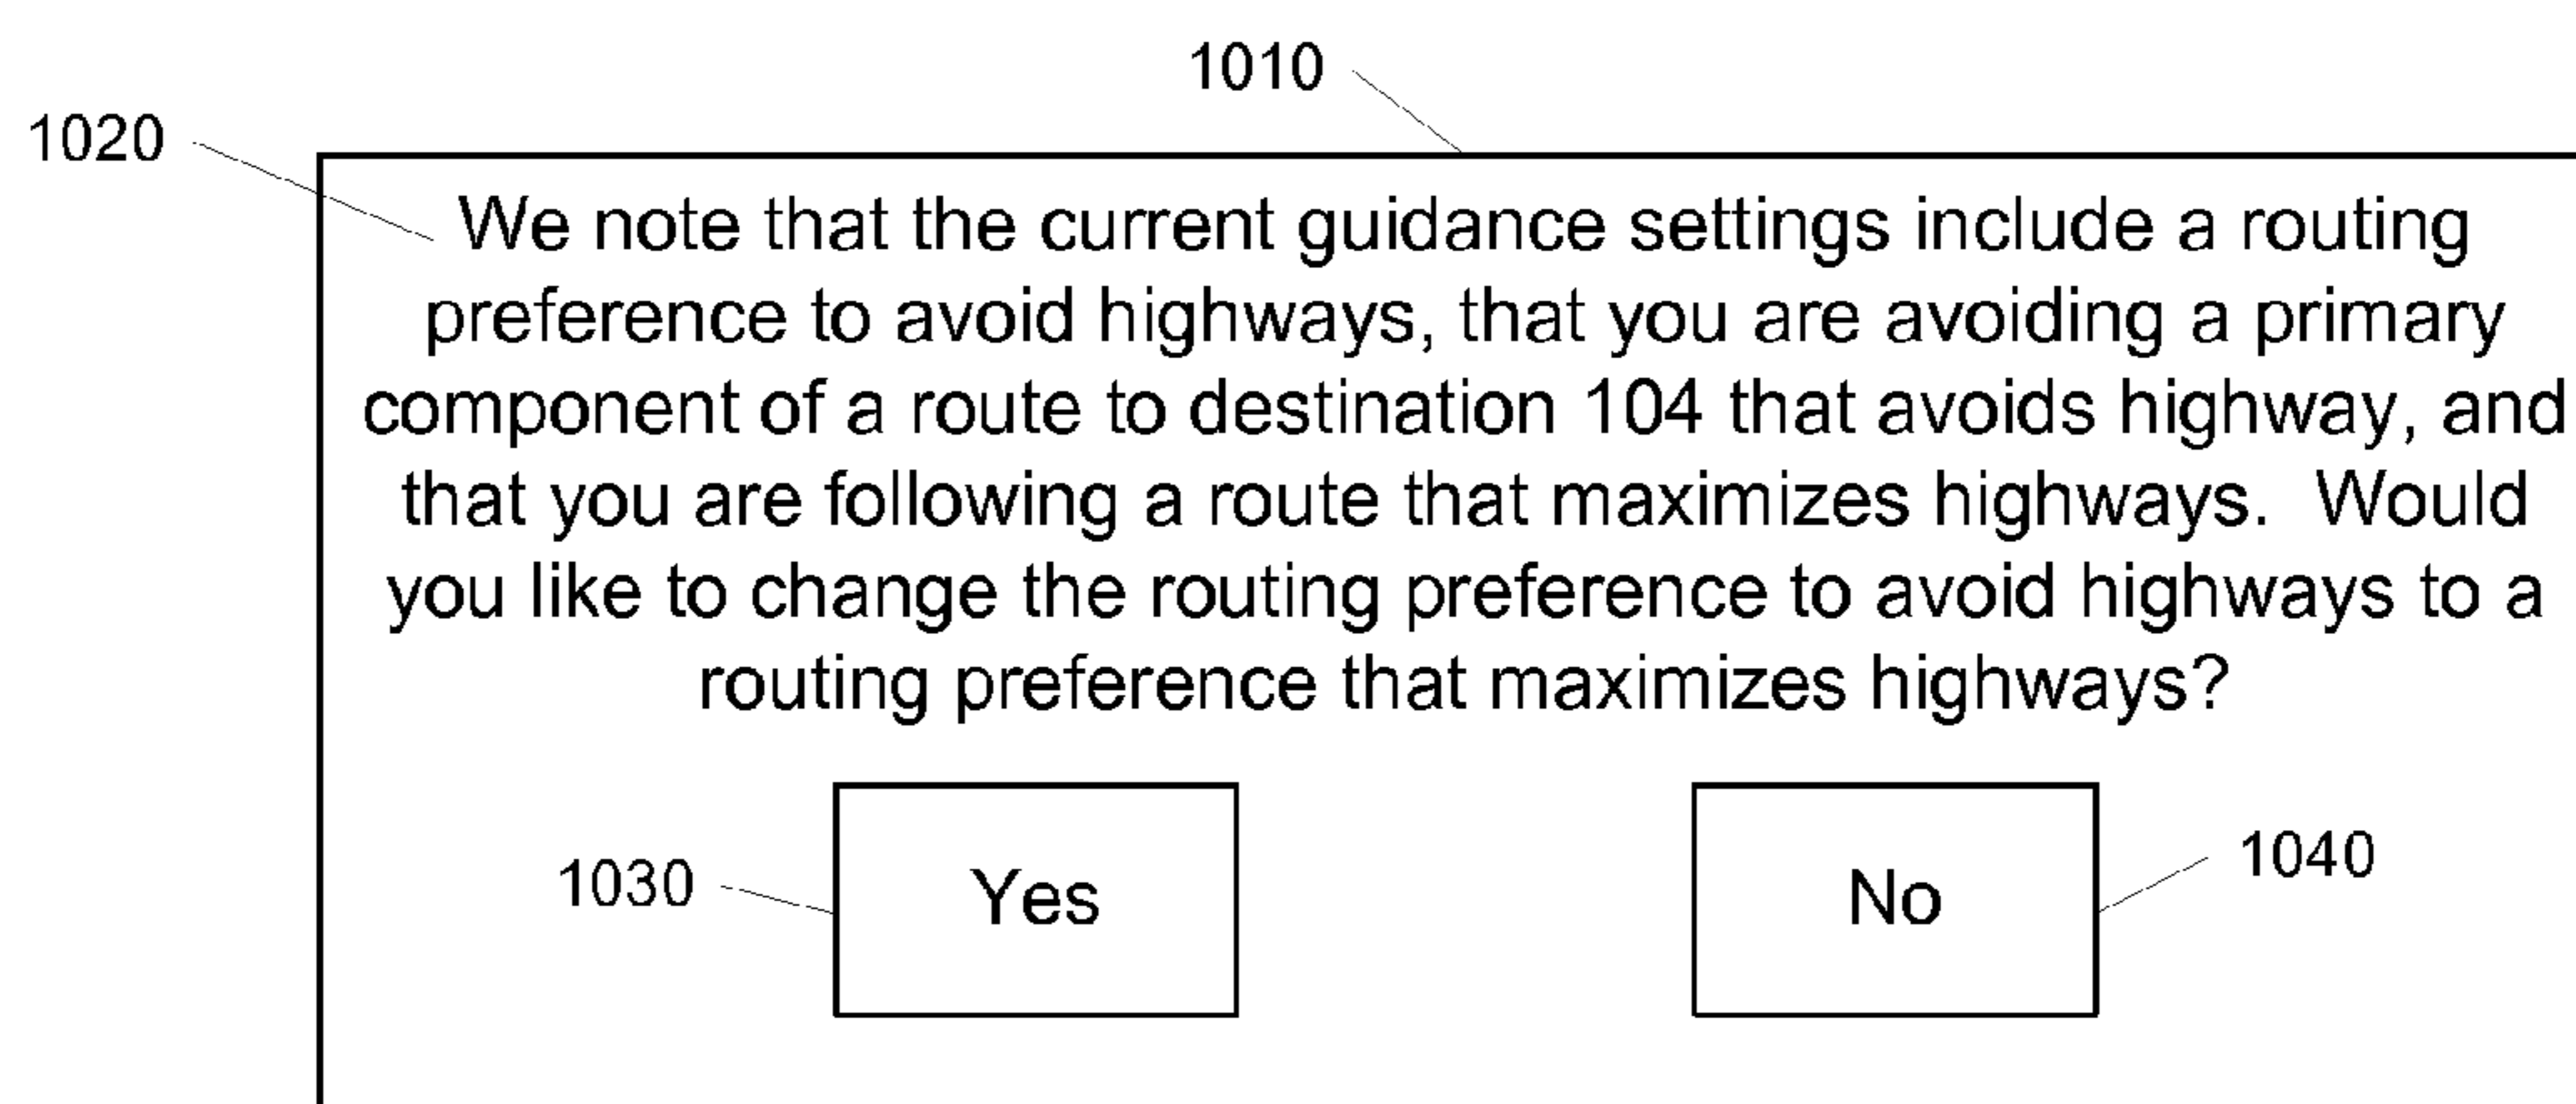 1010
1020
We note that the current guidance settings include a routing
preference to avoid highways, that you are avoiding a primary
component of a route to destination 104 that avoids highway, and
that you are following a route that maximizes highways.  Would
you like to change the routing preference to avoid highways to a
routing preference that maximizes highways?
1030
Yes
No
1040